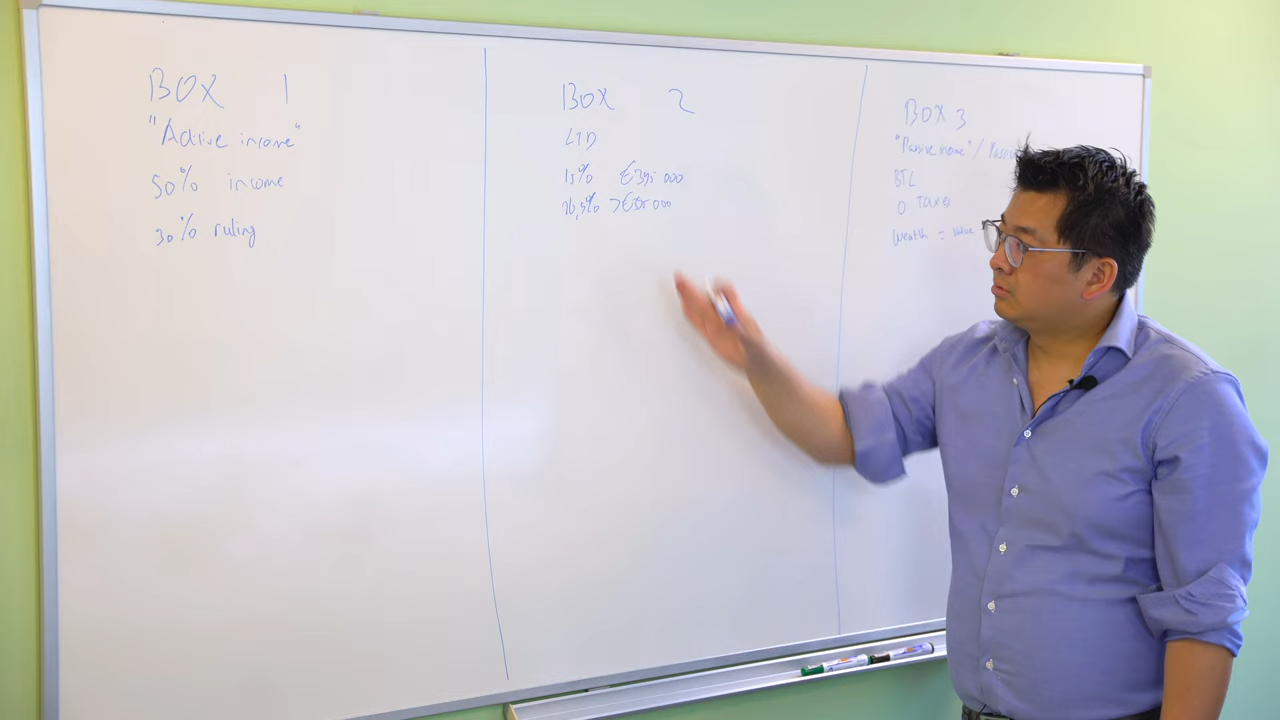 BOX 1
"Active income"
50% income
30% ruling
BOX 2
LTD
15% €395 000
26,5% >€395 000
BOX 3
"Passive income" /
BTL
0 Taxes
Wealth = Value